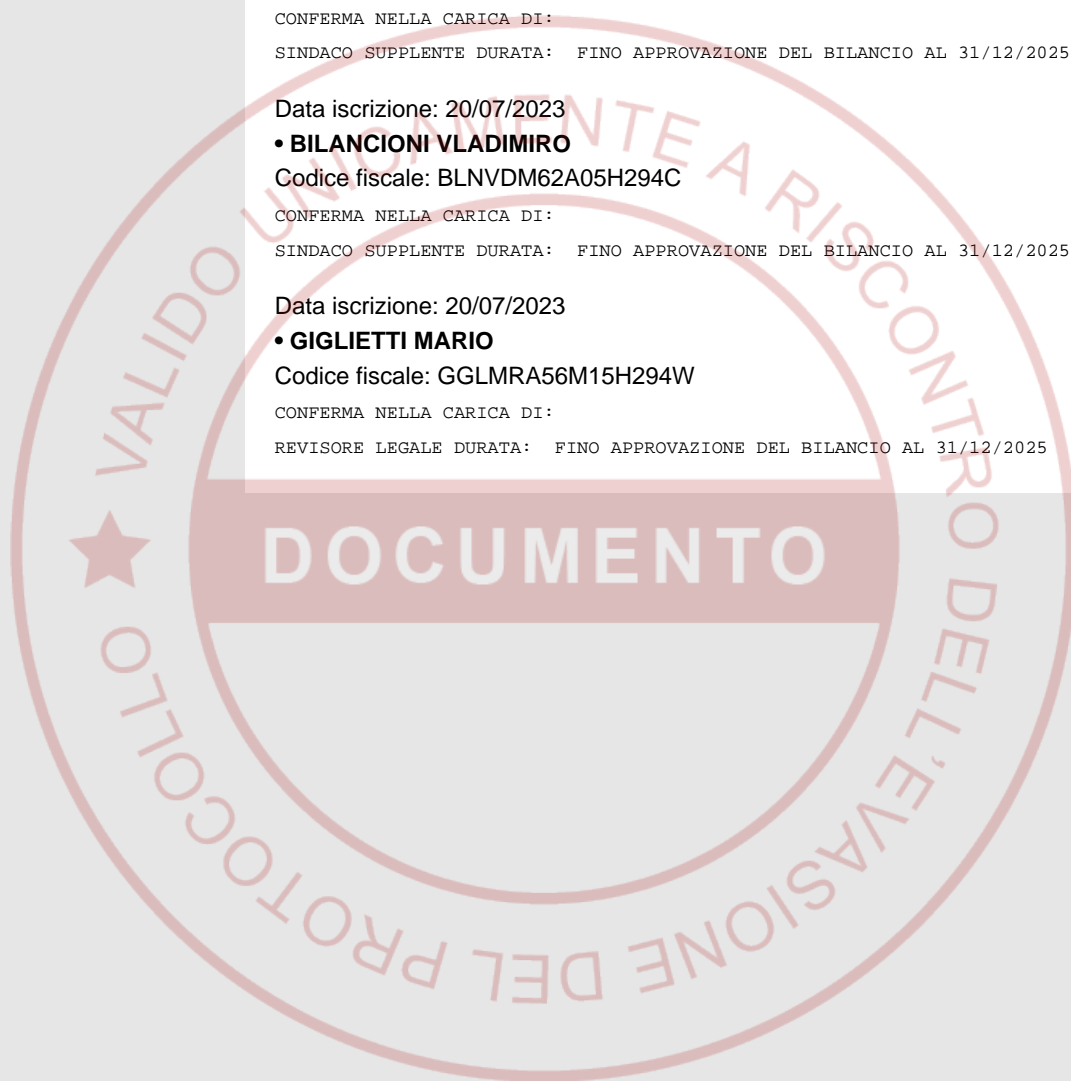 CONFERMA NELLA CARICA DI:
SINDACO SUPPLENTE DURATA: FINO APPROVAZIONE DEL BILANCIO AL 31/12/2025
Data iscrizione: 20/07/2023
• BILANCIONI VLADIMIRO
Codice fiscale: BLNVDM62A05H294C
CONFERMA NELLA CARICA DI:
SINDACO SUPPLENTE DURATA: FINO APPROVAZIONE DEL BILANCIO AL 31/12/2025
Data iscrizione: 20/07/2023
• GIGLIETTI MARIO
Codice fiscale: GGLMRA56M15H294W
CONFERMA NELLA CARICA DI:
REVISORE LEGALE DURATA: FINO APPROVAZIONE DEL BILANCIO AL 31/12/2025
DOCUMENTO
VALIDO UNICAMENTE A RISCONTRO DELL'EVASIONE DEL PROTOCOLLO